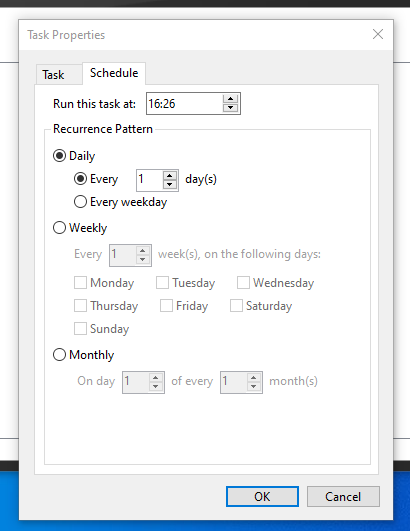 Task Properties
Task Schedule
Run this task at: 16:26
Recurrence Pattern
Daily
Every 1 day(s)
Every weekday
Weekly
Every 1 week(s), on the following days:
Monday Tuesday Wednesday
Thursday Friday Saturday
Sunday
Monthly
On day 1 of every 1 month(s)
OK Cancel